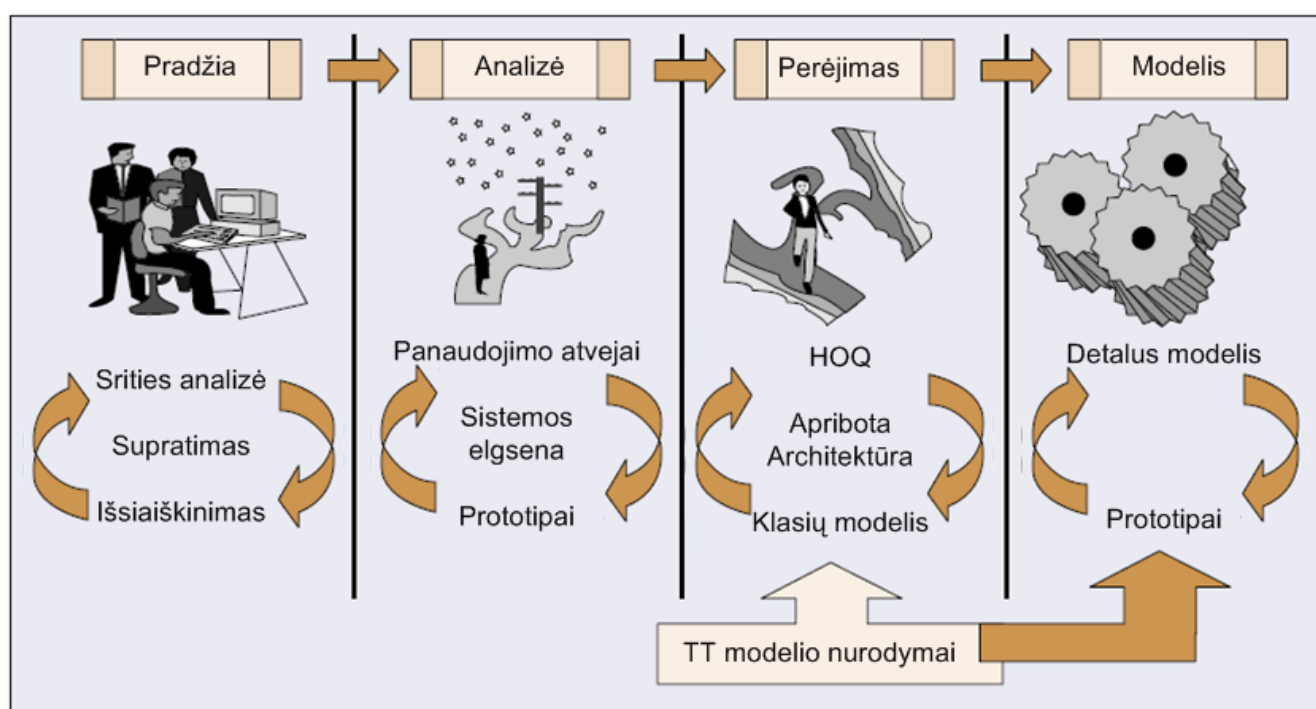 Pradžia
Analizė
Perėjimas
Modelis
Srities analizė
Supratimas
Išsiaiškinimas
Panaudojimo atvejai
Sistemos
elgsena
Prototipai
HOQ
Apribota
Architektūra
Klasių modelis
Detalus modelis
Prototipai
TT modelio nurodymai